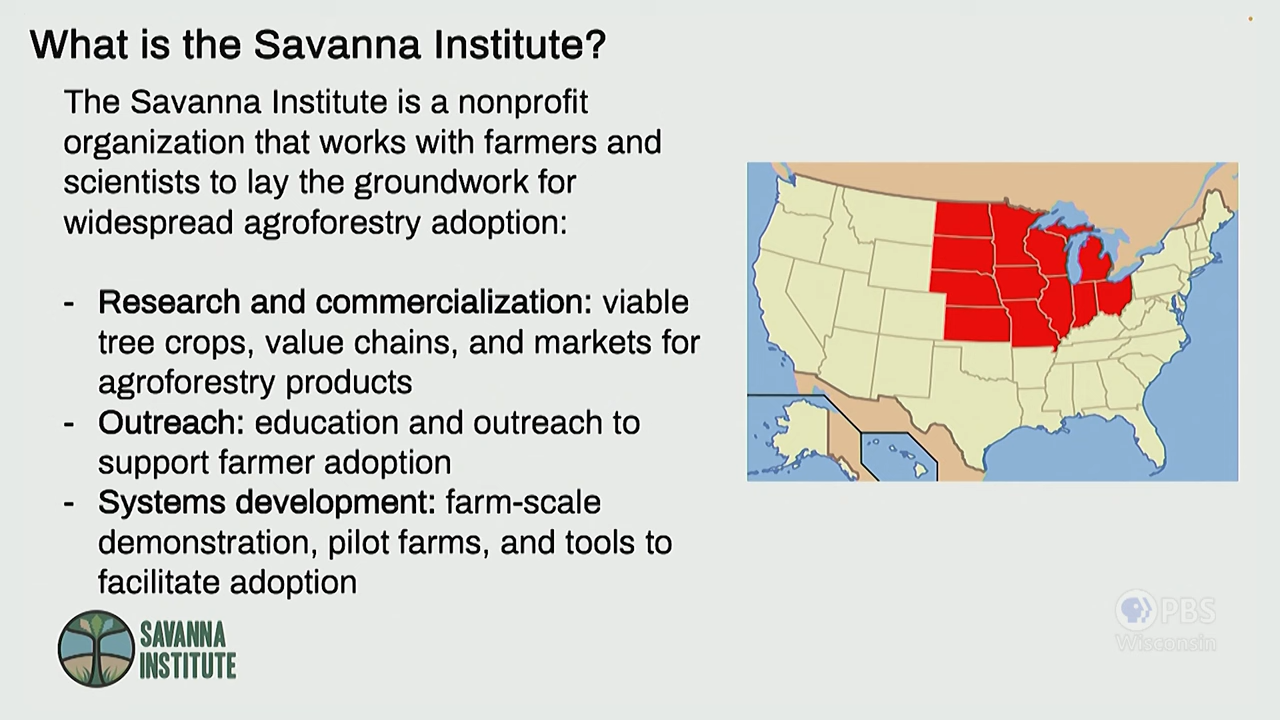 What is the Savanna Institute?
The Savanna Institute is a nonprofit
organization that works with farmers and
scientists to lay the groundwork for
widespread agroforestry adoption:
- Research and commercialization: viable
tree crops, value chains, and markets for
agroforestry products
- Outreach: education and outreach to
support farmer adoption
- Systems development: farm-scale
demonstration, pilot farms, and tools to
facilitate adoption
SAVANNA
INSTITUTE
PBS
Wisconsin